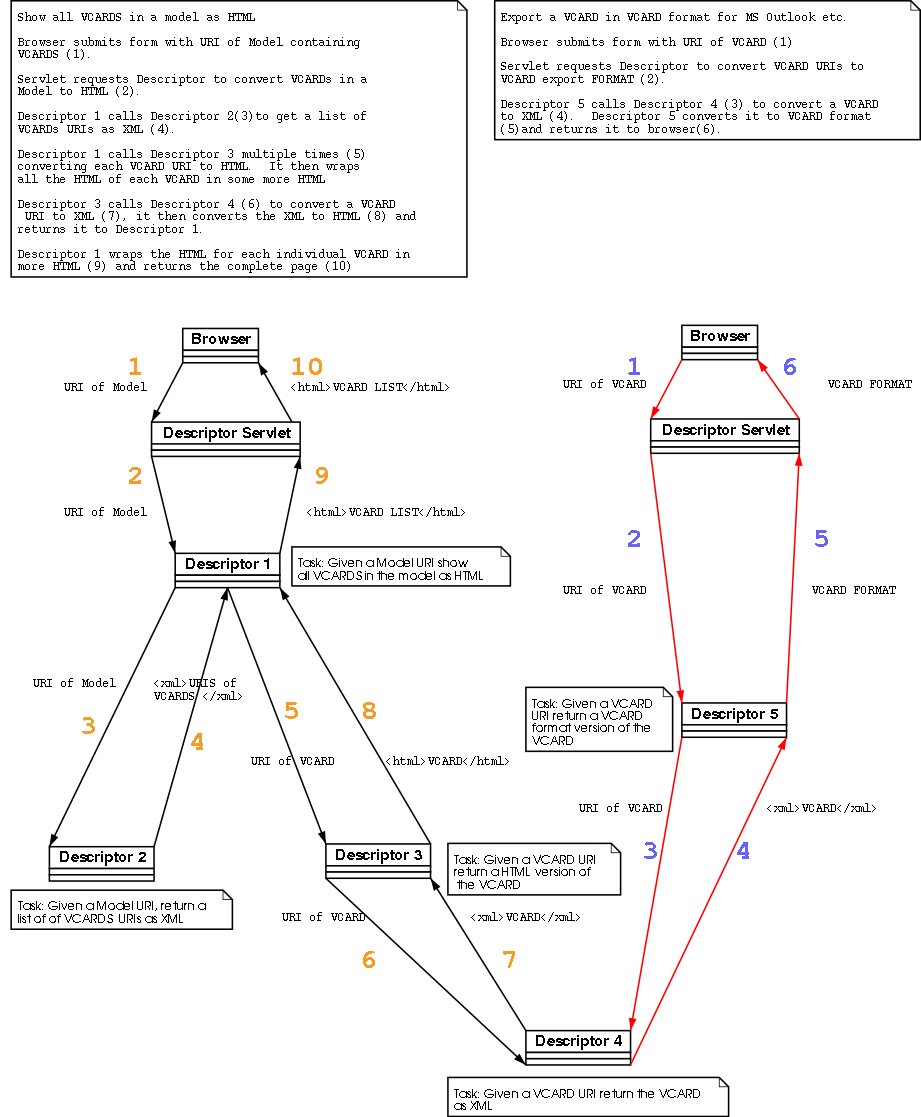 Show all VCARDS in a model as HTML
Browser submits form with URI of Model containing
VCARDS (1).
Servlet requests Descriptor to convert VCARDs in a
Model to HTML (2).
Descriptor 1 calls Descriptor 2(3)to get a list of
VCARDs URIs as XML (4).
Descriptor 1 calls Descriptor 3 multiple times (5)
converting each VCARD URI to HTML.  It then wraps
all the HTML of each VCARD in some more HTML
Descriptor 3 calls Descriptor 4 (6) to convert a VCARD
URI to XML (7), it then converts the XML to HTML (8) and
returns it to Descriptor 1.
Descriptor 1 wraps the HTML for each individual VCARD in
more HTML (9) and returns the complete page (10)
Export a VCARD in VCARD format for MS Outlook etc.
Browser submits form with URI of VCARD (1)
Servlet requests Descriptor to convert VCARD URIs to
VCARD export FORMAT (2).
Descriptor 5 calls Descriptor 4 (3) to convert a VCARD
to XML (4).  Descriptor 5 converts it to VCARD format
(5)and returns it to browser(6).
Browser
1
10
URI of Model
<html>VCARD LIST</html>
Descriptor Servlet
2
9
URI of Model
<html>VCARD LIST</html>
Descriptor 1
Task: Given a Model URI show
all VCARDS in the model as HTML
URI of Model
<xml>URIS of
VCARDS </xml>
3
4
5
8
URI of VCARD
<html>VCARD</html>
Descriptor 2
Task: Given a Model URI, return a
list of of VCARDS URIs as XML
Descriptor 3
Task: Given a VCARD URI
return a HTML version of
the VCARD
URI of VCARD
<xml>VCARD</xml>
6
7
Descriptor 4
Task: Given a VCARD URI return the VCARD
as XML
Browser
1
6
URI of VCARD
VCARD FORMAT
Descriptor Servlet
2
5
URI of VCARD
VCARD FORMAT
Task: Given a VCARD
URI return a VCARD
format version of the
VCARD
Descriptor 5
URI of VCARD
<xml>VCARD</xml>
3
4